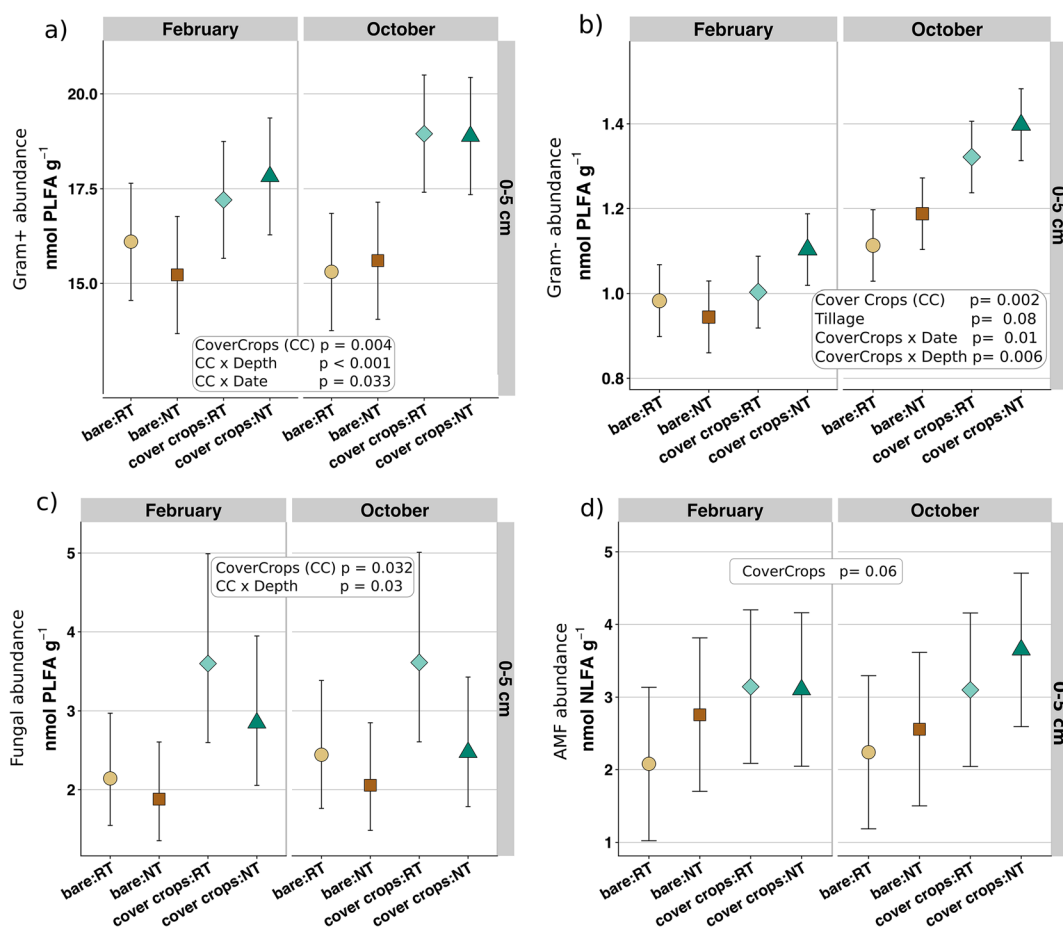 a)
February October
20.0
17.5
15.0
Gram+ abundance
nmol PLFA g⁻¹
0-5 cm
CoverCrops (CC) p = 0.004
CC x Depth p < 0.001
CC x Date p = 0.033
bare:RT bare:NT cover crops:RT cover crops:NT bare:RT bare:NT cover crops:RT cover crops:NT
b)
February October
1.4
1.2
1.0
0.8
Gram- abundance
nmol PLFA g⁻¹
0-5 cm
Cover Crops (CC) p= 0.002
Tillage p= 0.08
CoverCrops x Date p= 0.01
CoverCrops x Depth p= 0.006
bare:RT bare:NT cover crops:RT cover crops:NT bare:RT bare:NT cover crops:RT cover crops:NT
c)
February October
5
4
3
2
Fungal abundance
nmol PLFA g⁻¹
0-5 cm
CoverCrops (CC) p = 0.032
CC x Depth p = 0.03
bare:RT bare:NT cover crops:RT cover crops:NT bare:RT bare:NT cover crops:RT cover crops:NT
d)
February October
5
4
3
2
1
AMF abundance
nmol NLFA g⁻¹
0-5 cm
CoverCrops p= 0.06
bare:RT bare:NT cover crops:RT cover crops:NT bare:RT bare:NT cover crops:RT cover crops:NT